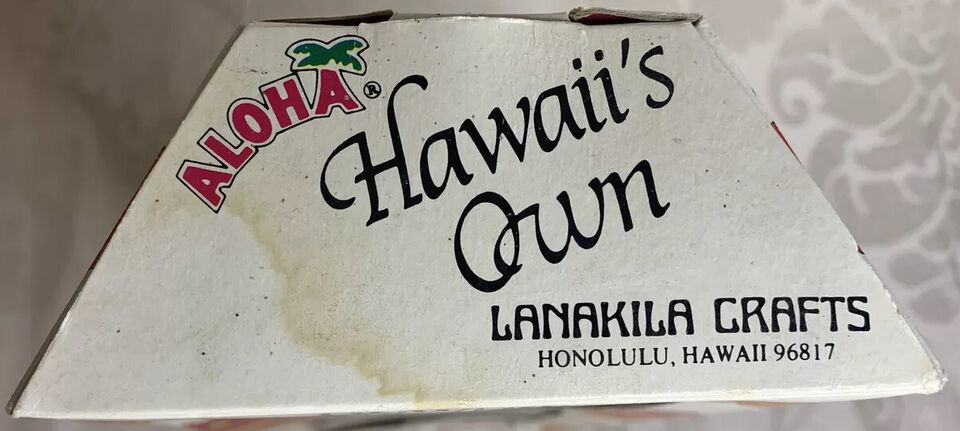 ALOHA®
Hawaii's
Own
LANAKILA CRAFTS
HONOLULU, HAWAII 96817